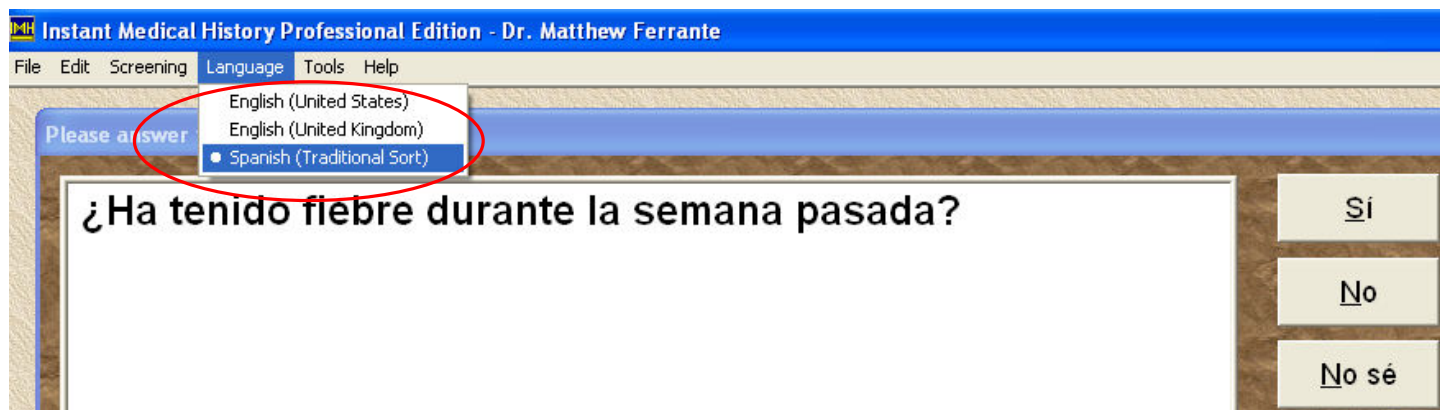 IMH Instant Medical History Professional Edition - Dr. Matthew Ferrante
File Edit Screening Language Tools Help
English (United States)
Please answer
English (United Kingdom)
Spanish (Traditional Sort)
¿Ha tenido fiebre durante la semana pasada?
Sí
No
No sé